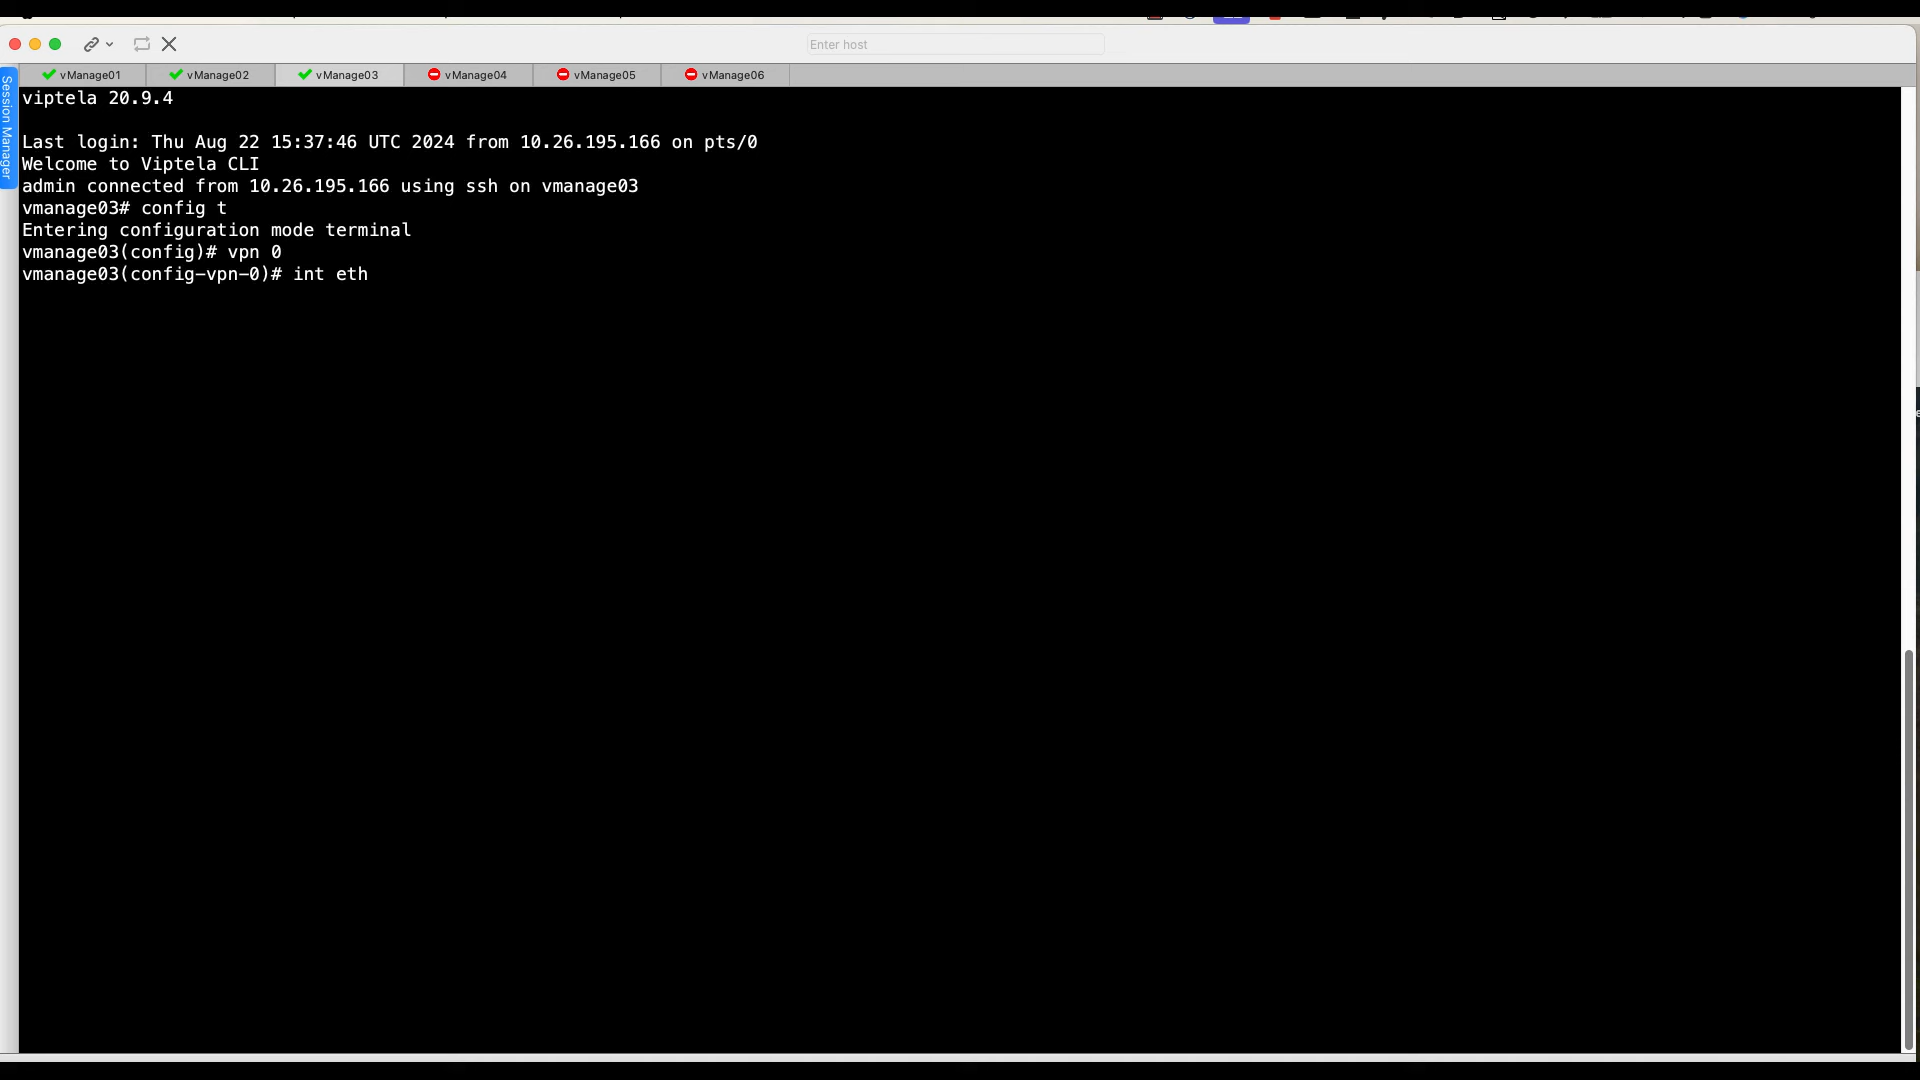 Enter host
vManage01 vManage02 vManage03 vManage04 vManage05 vManage06
Session Manager
viptela 20.9.4
Last login: Thu Aug 22 15:37:46 UTC 2024 from 10.26.195.166 on pts/0
Welcome to Viptela CLI
admin connected from 10.26.195.166 using ssh on vmanage03
vmanage03# config t
Entering configuration mode terminal
vmanage03(config)# vpn 0
vmanage03(config-vpn-0)# int eth